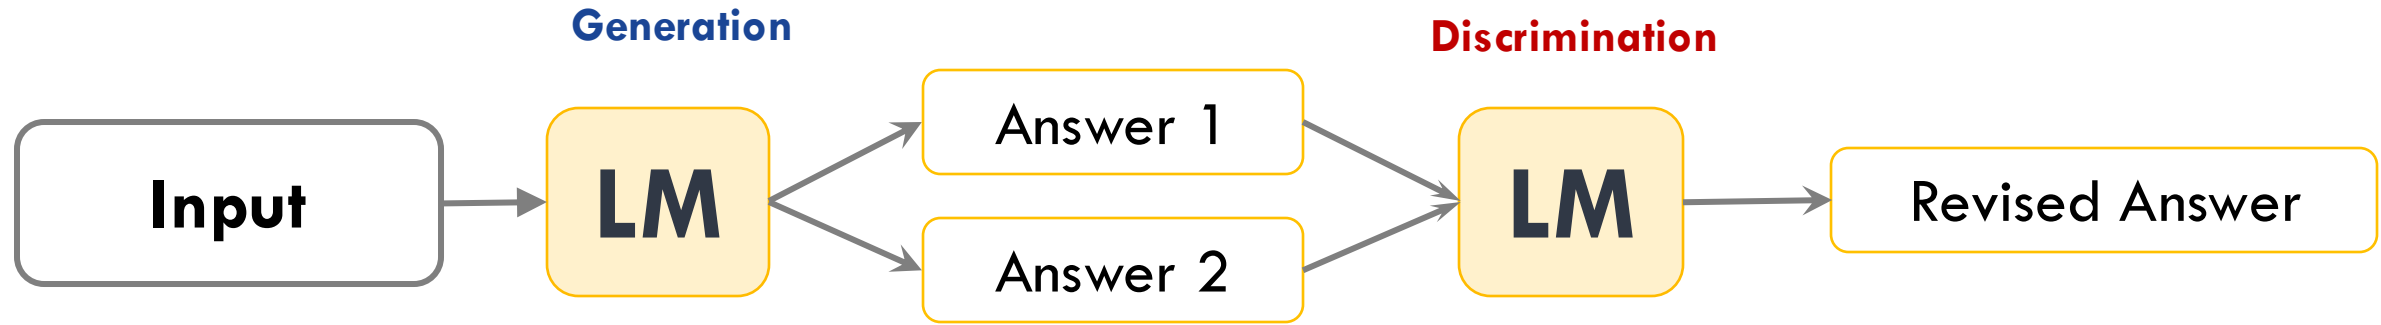 Generation
Discrimination
Input
LM
Answer 1
Answer 2
LM
Revised Answer